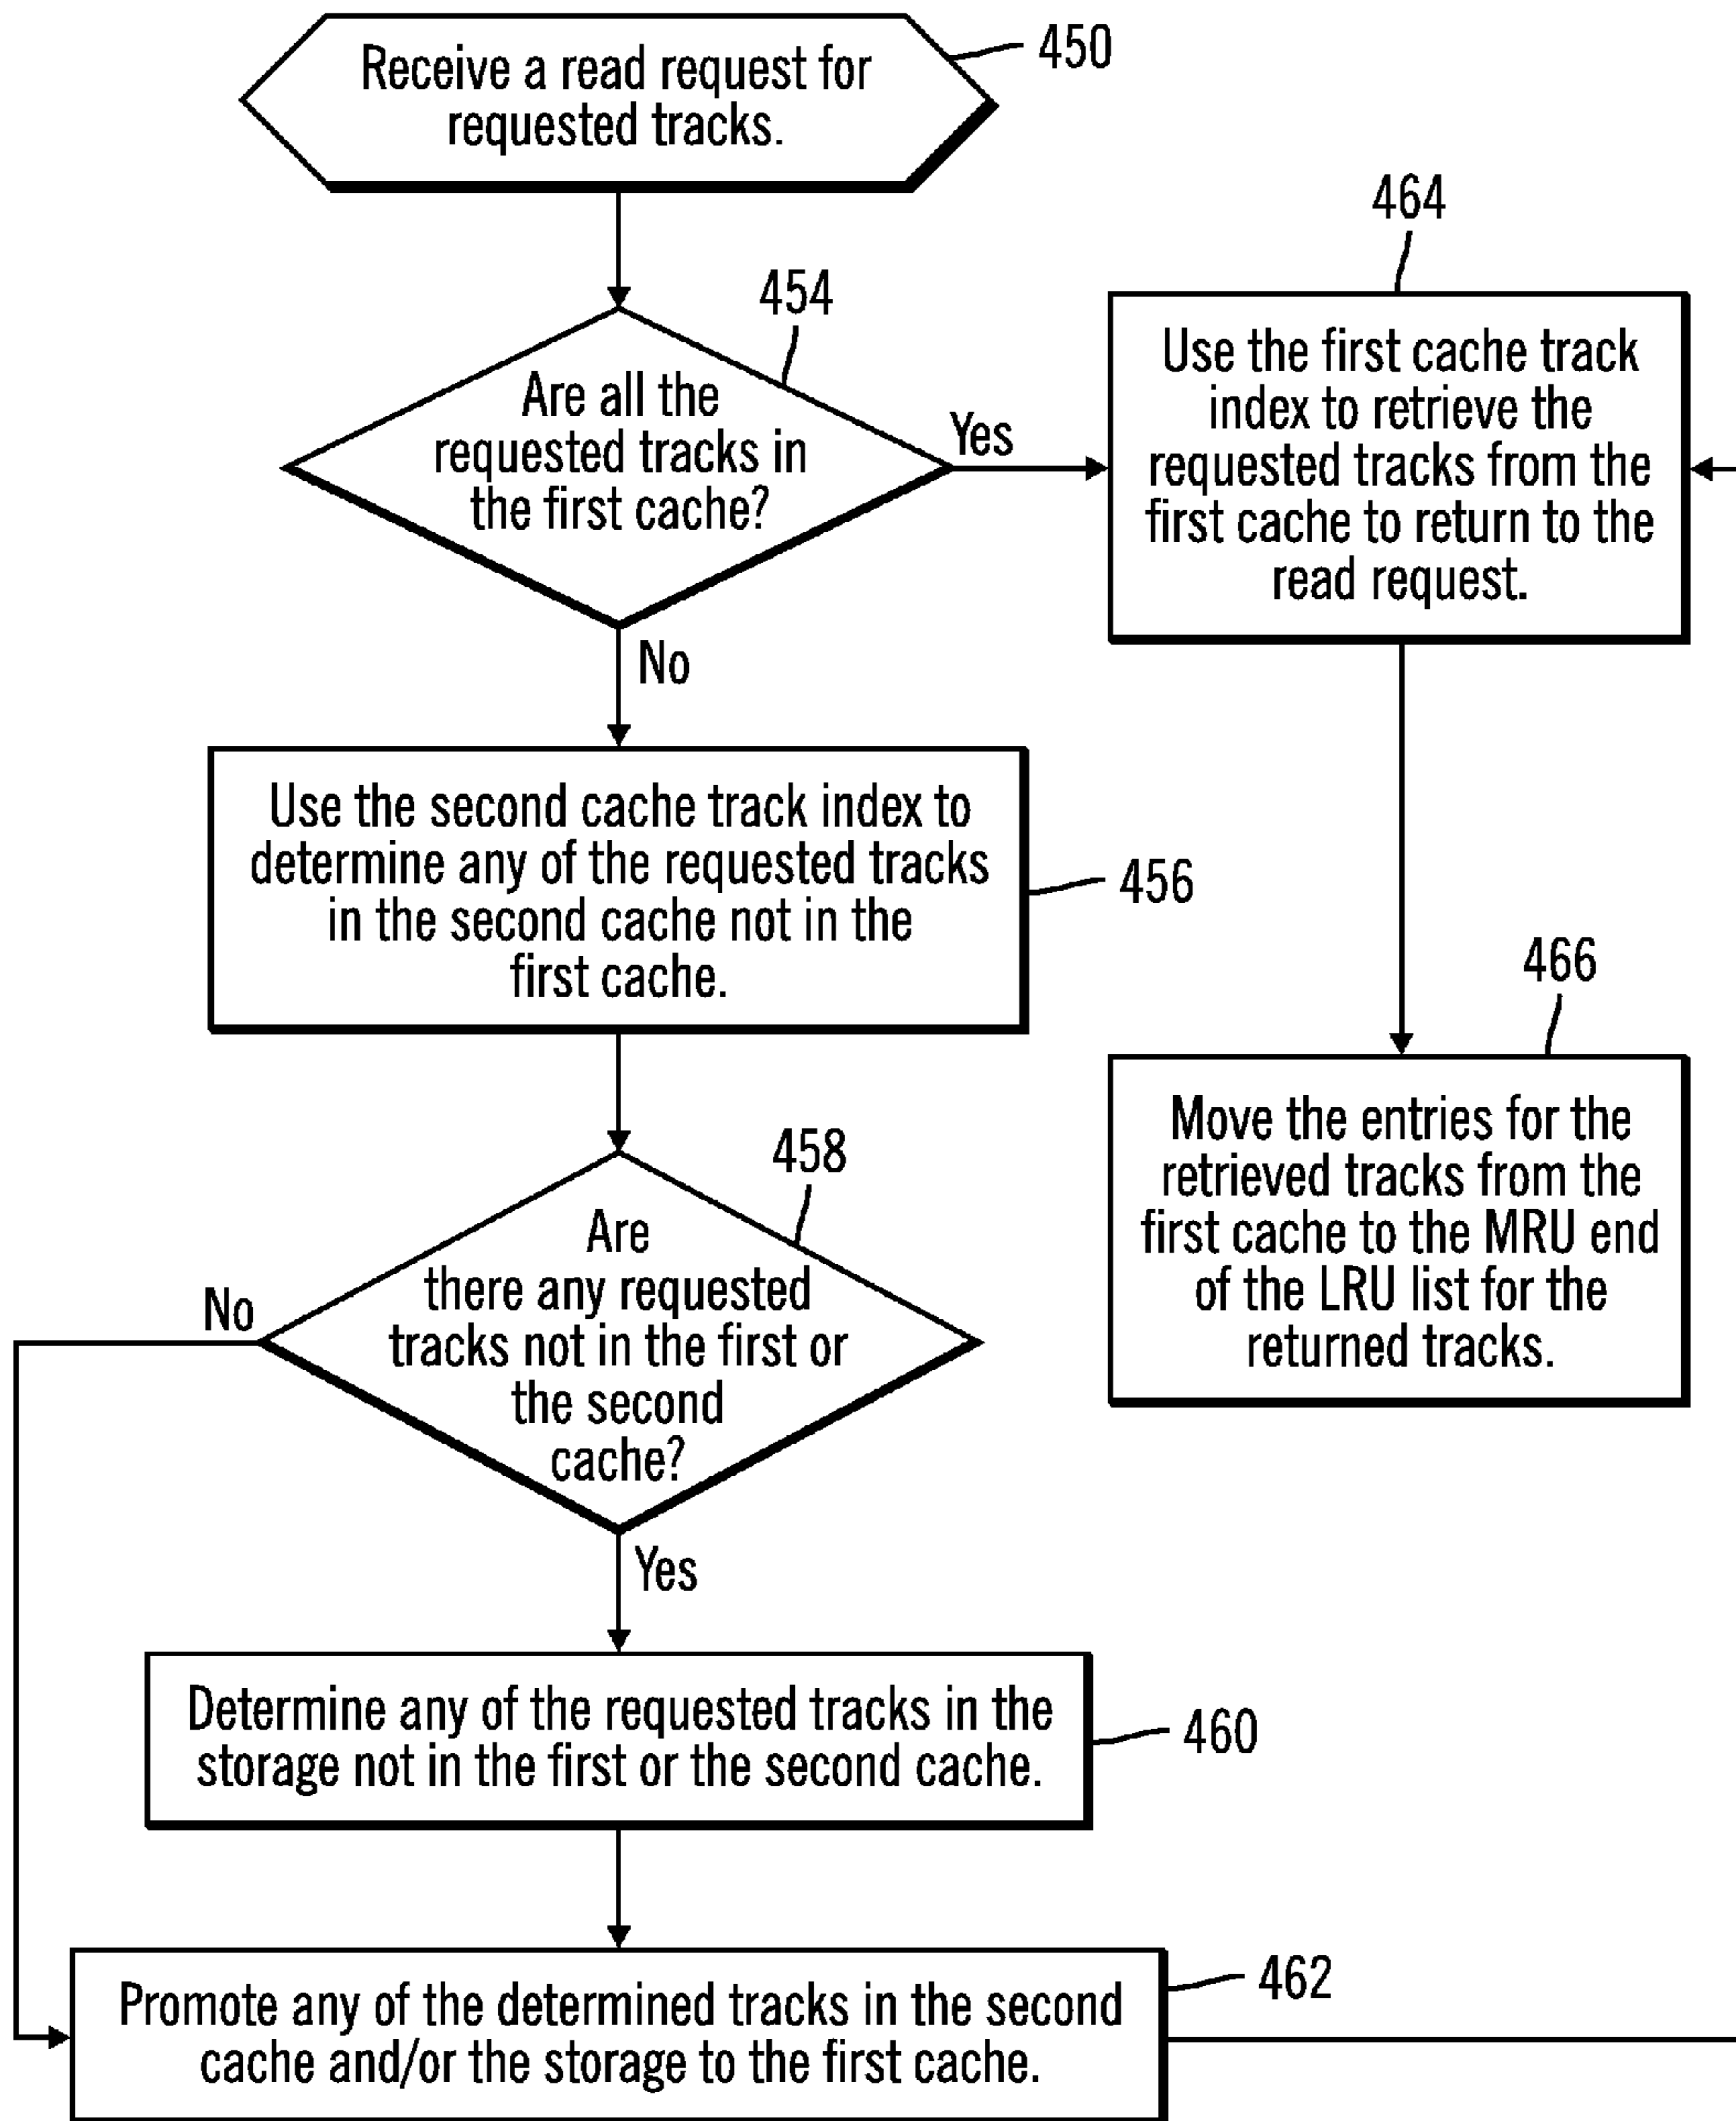 Receive a read request for
requested tracks.
450
454
Are all the
requested tracks in
the first cache?
Yes
No
464
Use the first cache track
index to retrieve the
requested tracks from the
first cache to return to the
read request.
Use the second cache track index to
determine any of the requested tracks
in the second cache not in the
first cache.
456
466
Move the entries for the
retrieved tracks from the
first cache to the MRU end
of the LRU list for the
returned tracks.
458
Are
there any requested
tracks not in the first or
the second
cache?
No
Yes
Determine any of the requested tracks in the
storage not in the first or the second cache.
460
Promote any of the determined tracks in the second
cache and/or the storage to the first cache.
462